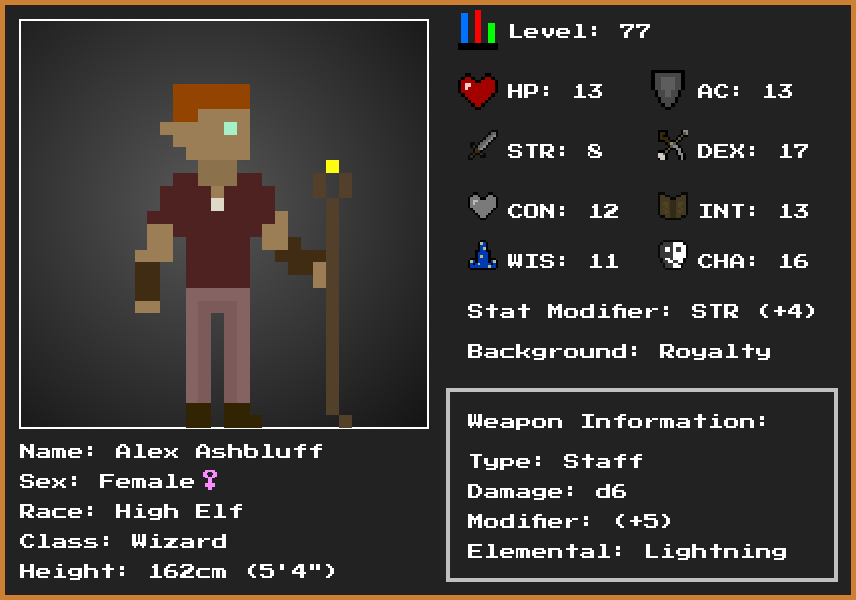 Level: 77
HP: 13 AC: 13
STR: 8 DEX: 17
CON: 12 INT: 13
WIS: 11 CHA: 16
Stat Modifier: STR (+4)
Background: Royalty
Weapon Information:
Type: Staff
Damage: d6
Modifier: (+5)
Elemental: Lightning
Name: Alex Ashbluff
Sex: Female♀
Race: High Elf
Class: Wizard
Height: 162cm (5'4")